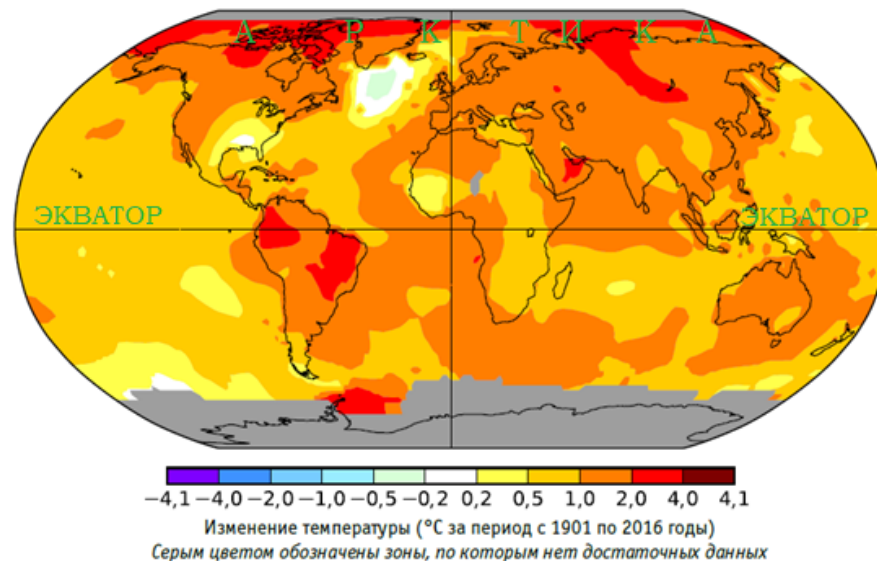 А Р К Т И К А
ЭКВАТОР ЭКВАТОР
−4,1 −4,0 −2,0 −1,0 −0,5 −0,2 0,2 0,5 1,0 2,0 4,0 4,1
Изменение температуры (°C за период с 1901 по 2016 годы)
Серым цветом обозначены зоны, по которым нет достаточных данных